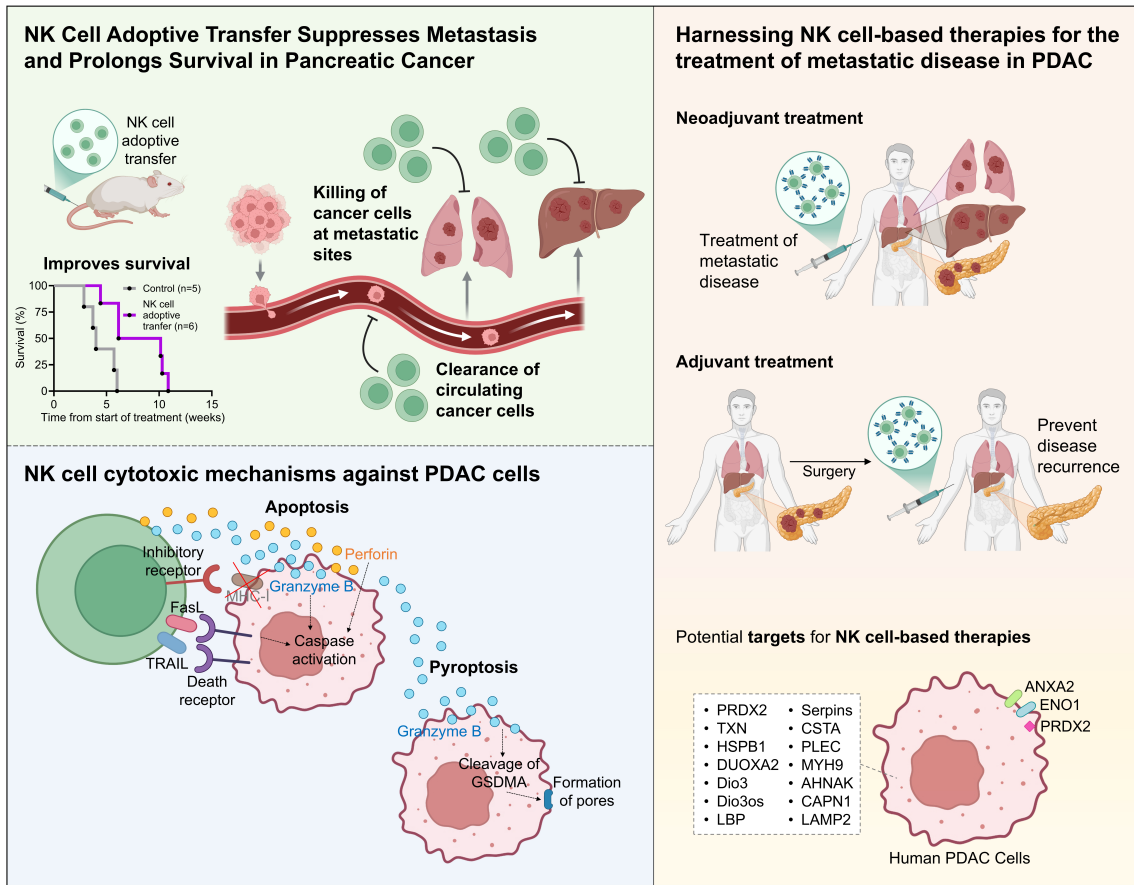 NK Cell Adoptive Transfer Suppresses Metastasis
and Prolongs Survival in Pancreatic Cancer
NK cell
adoptive
transfer
Killing of
cancer cells
at metastatic
sites
Improves survival
Control (n=5)
NK cell
adoptive
tranfer (n=6)
Survival (%)
100
75
50
25
0
0
5
10
15
Time from start of treatment (weeks)
Clearance of
circulating
cancer cells
NK cell cytotoxic mechanisms against PDAC cells
Apoptosis
Inhibitory
receptor
MHC-I
Perforin
Granzyme B
FasL
TRAIL
Death
receptor
Caspase
activation
Pyroptosis
Granzyme B
Cleavage of
GSDMA
Formation
of pores
Harnessing NK cell-based therapies for the
treatment of metastatic disease in PDAC
Neoadjuvant treatment
Treatment of
metastatic
disease
Adjuvant treatment
Surgery
Prevent
disease
recurrence
Potential targets for NK cell-based therapies
• PRDX2
• TXN
• HSPB1
• DUOXA2
• Dio3
• Dio3os
• LBP
• Serpins
• CSTA
• PLEC
• MYH9
• AHNAK
• CAPN1
• LAMP2
ANXA2
ENO1
PRDX2
Human PDAC Cells